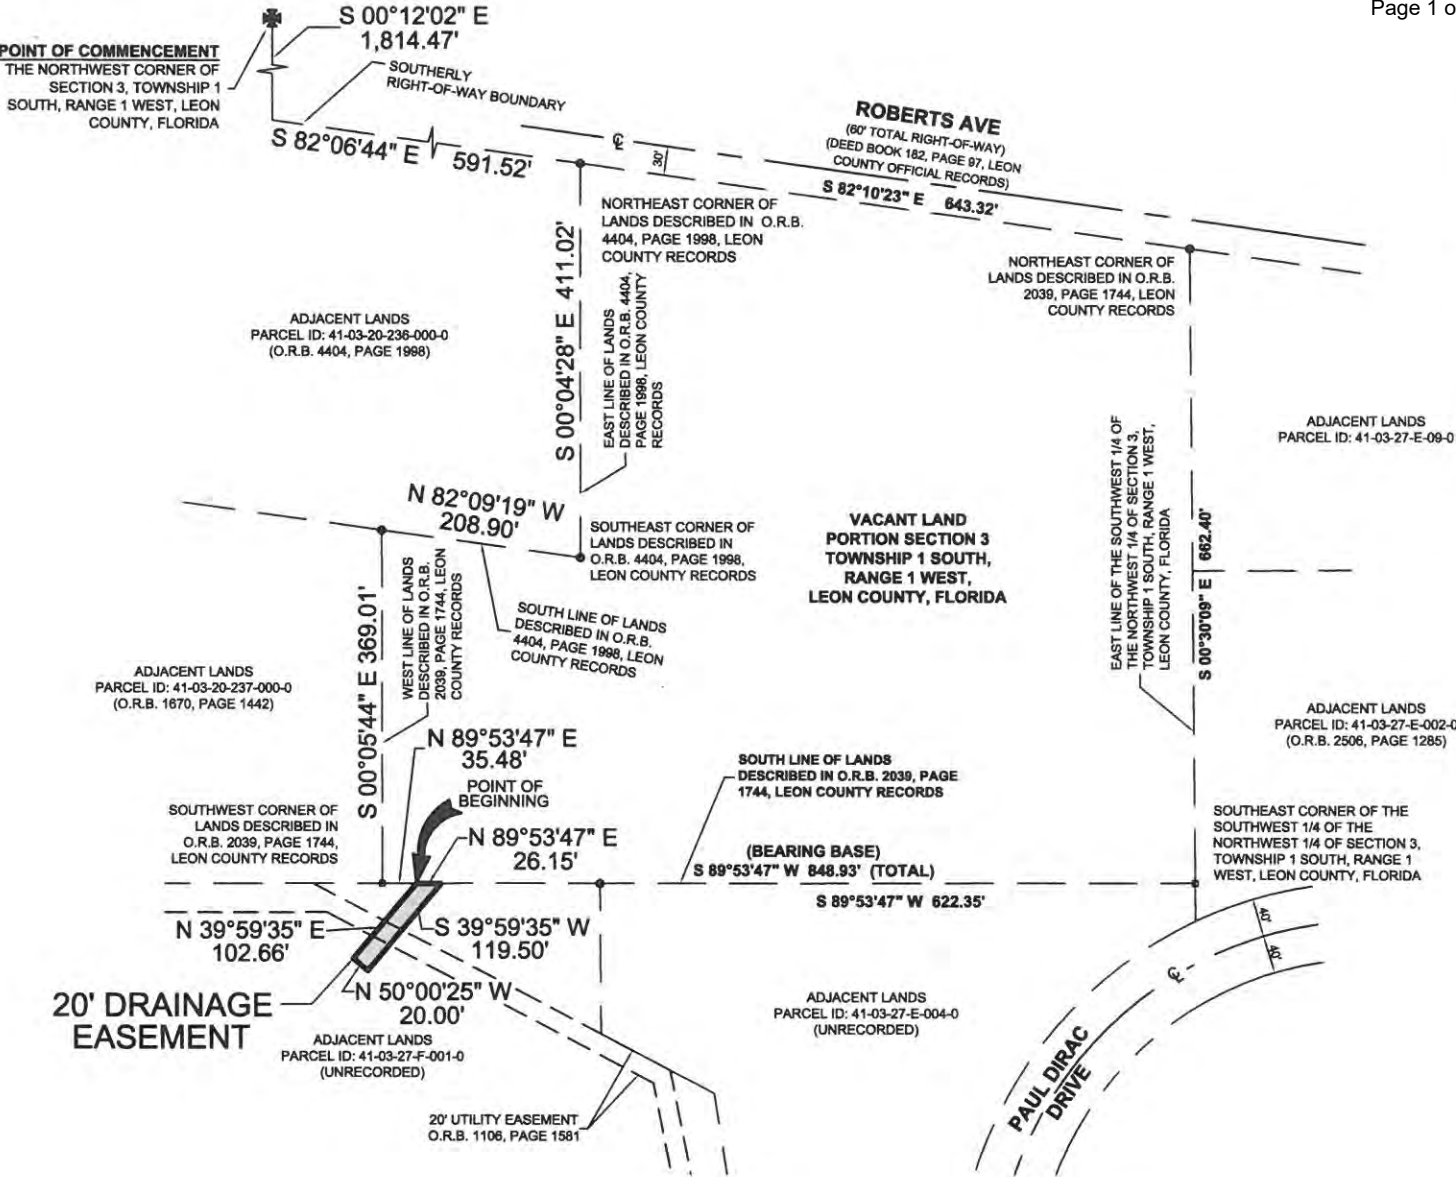 Page 1 o
S 00°12'02" E
1,814.47'
POINT OF COMMENCEMENT
THE NORTHWEST CORNER OF
SECTION 3, TOWNSHIP 1
SOUTH, RANGE 1 WEST, LEON
COUNTY, FLORIDA
SOUTHERLY
RIGHT-OF-WAY BOUNDARY
S 82°06'44" E 591.52'
30'
ROBERTS AVE
(60' TOTAL RIGHT-OF-WAY)
(DEED BOOK 182, PAGE 97, LEON
COUNTY OFFICIAL RECORDS)
S 82°10'23" E 643.32'
NORTHEAST CORNER OF
LANDS DESCRIBED IN O.R.B.
4404, PAGE 1998, LEON
COUNTY RECORDS
NORTHEAST CORNER OF
LANDS DESCRIBED IN O.R.B.
2039, PAGE 1744, LEON
COUNTY RECORDS
S 00°04'28" E 411.02'
EAST LINE OF LANDS
DESCRIBED IN O.R.B. 4404,
PAGE 1998, LEON COUNTY
RECORDS
ADJACENT LANDS
PARCEL ID: 41-03-20-236-000-0
(O.R.B. 4404, PAGE 1998)
ADJACENT LANDS
PARCEL ID: 41-03-27-E-09-0
EAST LINE OF THE SOUTHWEST 1/4 OF
THE NORTHWEST 1/4 OF SECTION 3,
TOWNSHIP 1 SOUTH, RANGE 1 WEST,
LEON COUNTY, FLORIDA
S 00°30'09" E 662.40'
N 82°09'19" W
208.90'
SOUTHEAST CORNER OF
LANDS DESCRIBED IN
O.R.B. 4404, PAGE 1998,
LEON COUNTY RECORDS
VACANT LAND
PORTION SECTION 3
TOWNSHIP 1 SOUTH,
RANGE 1 WEST,
LEON COUNTY, FLORIDA
S 00°05'44" E 369.01'
WEST LINE OF LANDS
DESCRIBED IN O.R.B.
2039, PAGE 1744, LEON
COUNTY RECORDS
SOUTH LINE OF LANDS
DESCRIBED IN O.R.B.
4404, PAGE 1998, LEON
COUNTY RECORDS
ADJACENT LANDS
PARCEL ID: 41-03-20-237-000-0
(O.R.B. 1670, PAGE 1442)
ADJACENT LANDS
PARCEL ID: 41-03-27-E-002-0
(O.R.B. 2506, PAGE 1285)
N 89°53'47" E
35.48'
POINT OF
BEGINNING
SOUTH LINE OF LANDS
DESCRIBED IN O.R.B. 2039, PAGE
1744, LEON COUNTY RECORDS
SOUTHWEST CORNER OF
LANDS DESCRIBED IN
O.R.B. 2039, PAGE 1744,
LEON COUNTY RECORDS
N 89°53'47" E
26.15'
(BEARING BASE)
S 89°53'47" W 848.93' (TOTAL)
S 89°53'47" W 622.35'
SOUTHEAST CORNER OF THE
SOUTHWEST 1/4 OF THE
NORTHWEST 1/4 OF SECTION 3,
TOWNSHIP 1 SOUTH, RANGE 1
WEST, LEON COUNTY, FLORIDA
N 39°59'35" E
102.66'
S 39°59'35" W
119.50'
40'
40'
20' DRAINAGE
EASEMENT
N 50°00'25" W
20.00'
ADJACENT LANDS
PARCEL ID: 41-03-27-E-004-0
(UNRECORDED)
ADJACENT LANDS
PARCEL ID: 41-03-27-F-001-0
(UNRECORDED)
PAUL DIRAC
DRIVE
20' UTILITY EASEMENT
O.R.B. 1106, PAGE 1581